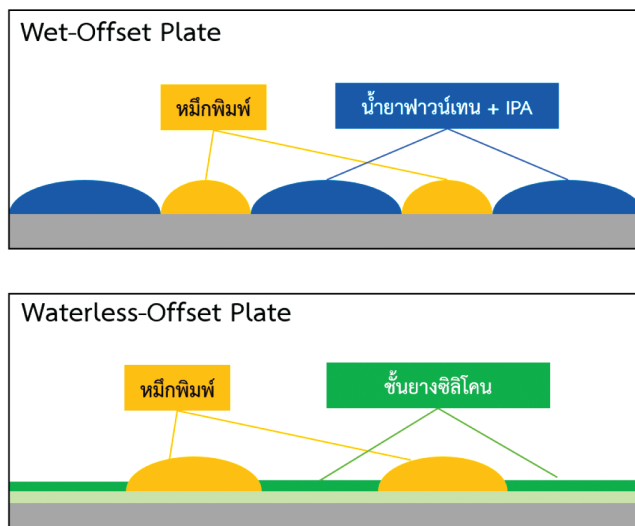 Wet-Offset Plate
หมึกพิมพ์
น้ำยาฟาวน์เทน + IPA
Waterless-Offset Plate
หมึกพิมพ์
ชั้นยางซิลิโคน